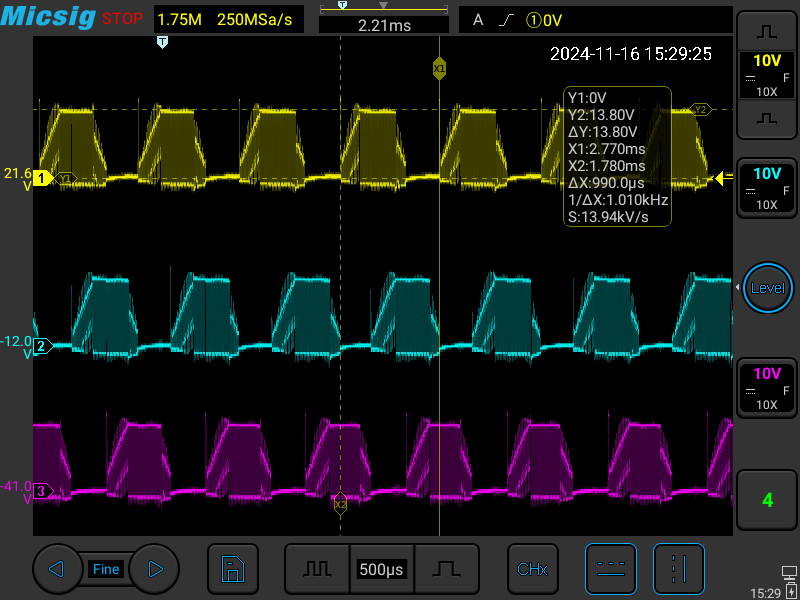 Micsig STOP 1.75M 250MSa/s T 2.21ms A ①0V
T
2024-11-16 15:29:25
X1
10V
F
10X
Y1:0V
Y2:13.80V
ΔY:13.80V
X1:2.770ms
X2:1.780ms
ΔX:990.0μs
1/ΔX:1.010kHz
S:13.94kV/s
Y2
21.6
V
1
Y1
10V
F
10X
Level
-12.0
V
2
10V
F
10X
-41.0
V
3
X2
4
Fine
500μs
CHx
15:29